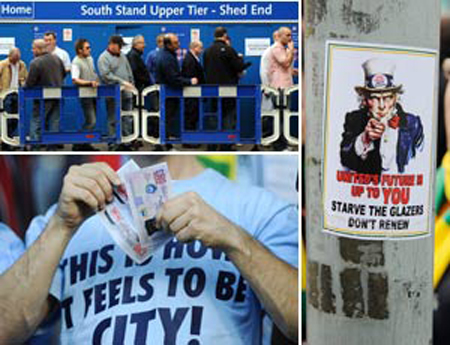 Home
South Stand Upper Tier - Shed End
UNITED'S FUTURE IS
UP TO YOU
STARVE THE GLAZERS
DON'T RENEW
THIS IS HOW
IT FEELS TO BE
CITY!